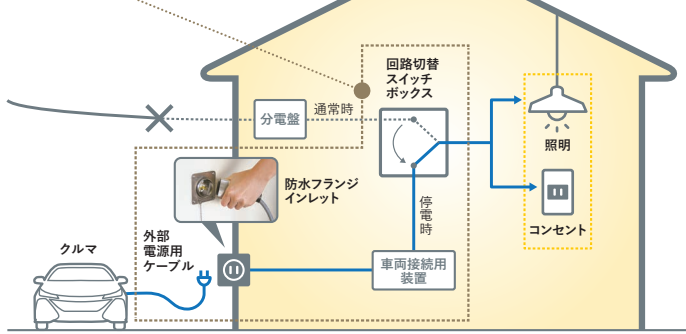 回路切替
スイッチ
ボックス
通常時
分電盤
照明
防水フランジ
インレット
停電時
コンセント
外部
電源用
ケーブル
クルマ
車両接続用
装置